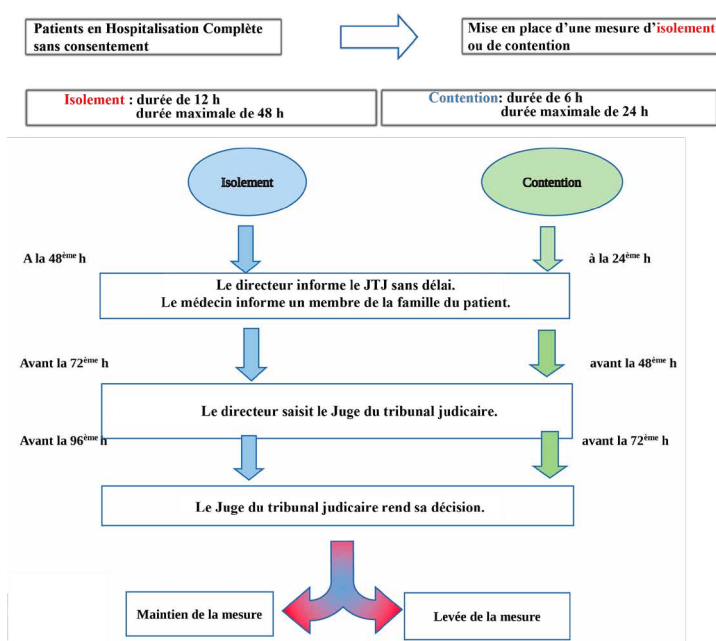 Patients en Hospitalisation Complète
sans consentement
Mise en place d'une mesure d'isolement
ou de contention
Isolement : durée de 12 h
durée maximale de 48 h
Contention: durée de 6 h
durée maximale de 24 h
Isolement
Contention
A la 48ème h
à la 24ème h
Le directeur informe le JTJ sans délai.
Le médecin informe un membre de la famille du patient.
Avant la 72ème h
avant la 48ème h
Le directeur saisit le Juge du tribunal judicaire.
Avant la 96ème h
avant la 72ème h
Le Juge du tribunal judicaire rend sa décision.
Maintien de la mesure
Levée de la mesure